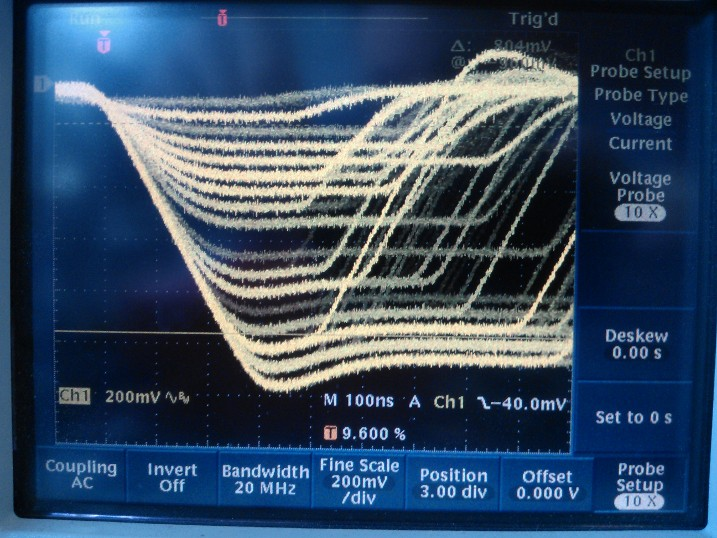 Run
Trig'd
Δ: 804mV
@:
Ch1
Probe Setup
Probe Type
Voltage
Current
Voltage
Probe
10 X
1
Deskew
0.00 s
Set to 0 s
Ch1 200mV∿BW M 100ns A Ch1 ⍀−40.0mV
T 9.600 %
Coupling
AC
Invert
Off
Bandwidth
20 MHz
Fine Scale
200mV
/div
Position
3.00 div
Offset
0.000 V
Probe
Setup
10 X